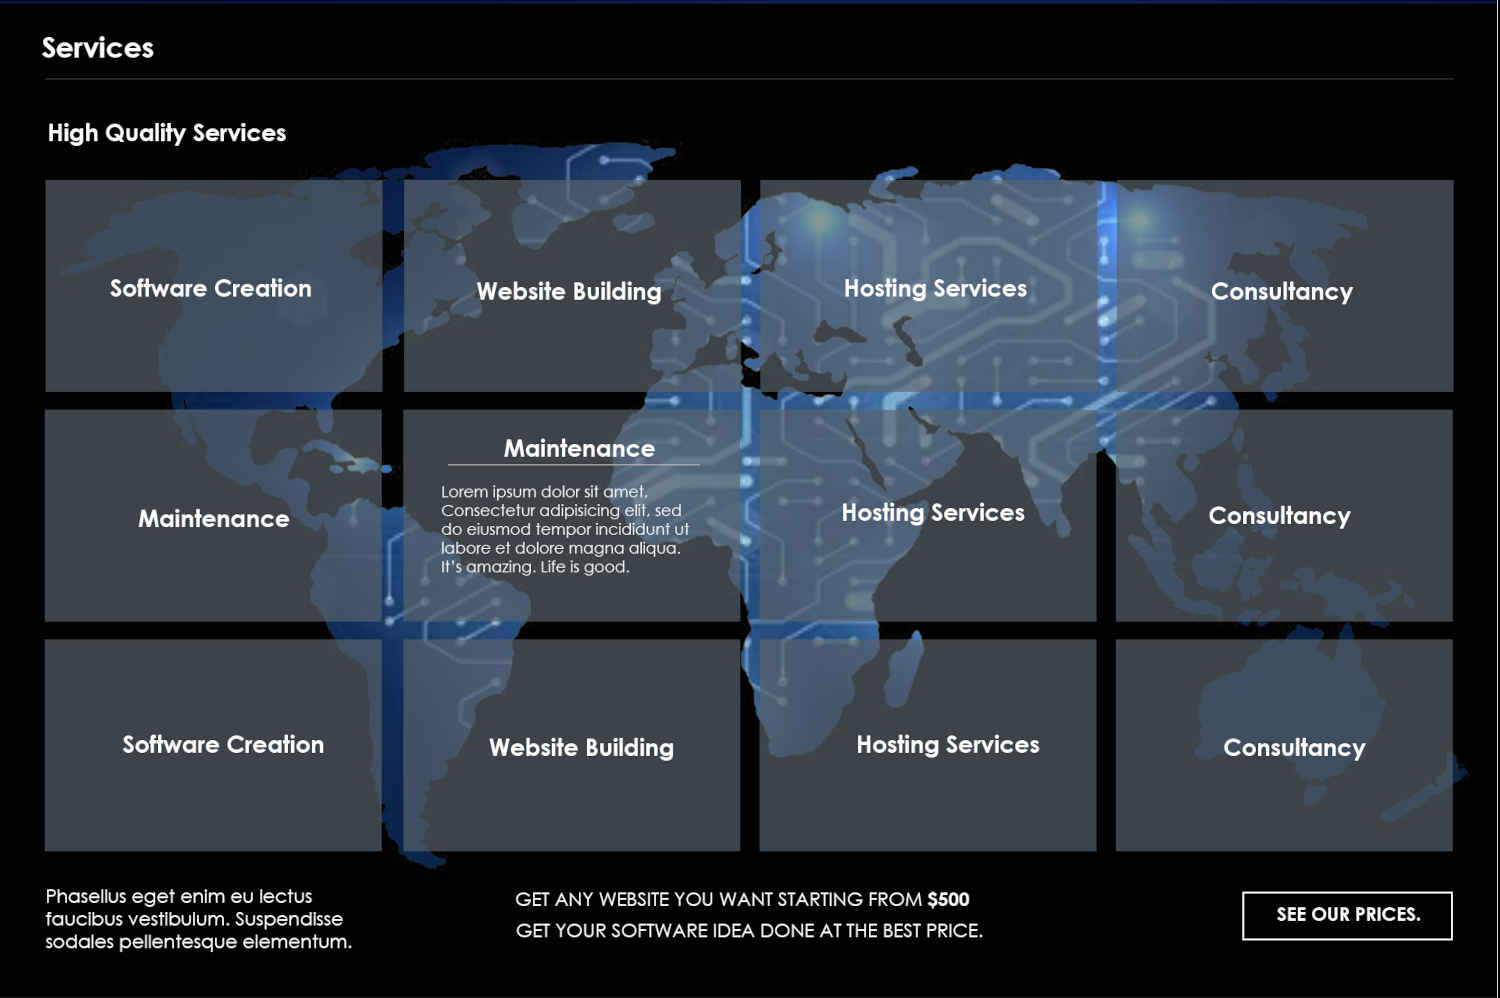 Services
High Quality Services
Software Creation
Website Building
Hosting Services
Consultancy
Maintenance
Maintenance
Lorem ipsum dolor sit amet,
Consectetur adipisicing elit, sed
do eiusmod tempor incididunt ut
labore et dolore magna aliqua.
It's amazing. Life is good.
Hosting Services
Consultancy
Software Creation
Website Building
Hosting Services
Consultancy
Phasellus eget enim eu lectus
faucibus vestibulum. Suspendisse
sodales pellentesque elementum.
GET ANY WEBSITE YOU WANT STARTING FROM $500
GET YOUR SOFTWARE IDEA DONE AT THE BEST PRICE.
SEE OUR PRICES.